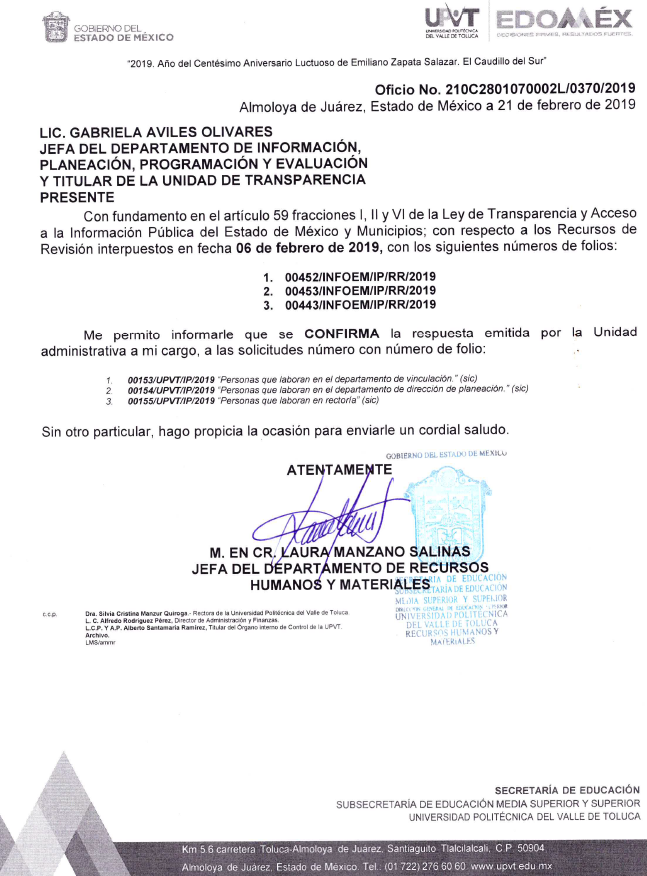 GOBIERNO DEL
ESTADO DE MÉXICO
UPVT
UNIVERSIDAD POLITÉCNICA
DEL VALLE DE TOLUCA
EDOMÉX
DECISIONES FIRMES, RESULTADOS FUERTES.
"2019. Año del Centésimo Aniversario Luctuoso de Emiliano Zapata Salazar. El Caudillo del Sur"
Oficio No. 210C2801070002L/0370/2019
Almoloya de Juárez, Estado de México a 21 de febrero de 2019
LIC. GABRIELA AVILES OLIVARES
JEFA DEL DEPARTAMENTO DE INFORMACIÓN,
PLANEACIÓN, PROGRAMACIÓN Y EVALUACIÓN
Y TITULAR DE LA UNIDAD DE TRANSPARENCIA
PRESENTE
Con fundamento en el artículo 59 fracciones I, II y VI de la Ley de Transparencia y Acceso
a la Información Pública del Estado de México y Municipios; con respecto a los Recursos de
Revisión interpuestos en fecha 06 de febrero de 2019, con los siguientes números de folios:
1. 00452/INFOEM/IP/RR/2019
2. 00453/INFOEM/IP/RR/2019
3. 00443/INFOEM/IP/RR/2019
Me permito informarle que se CONFIRMA la respuesta emitida por la Unidad
administrativa a mi cargo, a las solicitudes número con número de folio:
1. 00153/UPVT/IP/2019 "Personas que laboran en el departamento de vinculación." (sic)
2. 00154/UPVT/IP/2019 "Personas que laboran en el departamento de dirección de planeación." (sic)
3. 00155/UPVT/IP/2019 "Personas que laboran en rectoría" (sic)
Sin otro particular, hago propicia la ocasión para enviarle un cordial saludo.
GOBIERNO DEL ESTADO DE MÉXICO
ATENTAMENTE
M. EN CR. LAURA MANZANO SALINAS
JEFA DEL DEPARTAMENTO DE RECURSOS
HUMANOS Y MATERIALES
SECRETARÍA DE EDUCACIÓN
SUBSECRETARÍA DE EDUCACIÓN
MEDIA SUPERIOR Y SUPERIOR
DIRECCIÓN GENERAL DE EDUCACIÓN SUPERIOR
UNIVERSIDAD POLITÉCNICA
DEL VALLE DE TOLUCA
RECURSOS HUMANOS Y
MATERIALES
c.c.p. Dra. Silvia Cristina Manzur Quiroga.- Rectora de la Universidad Politécnica del Valle de Toluca.
L. C. Alfredo Rodríguez Pérez, Director de Administración y Finanzas.
L.C.P. Y A.P. Alberto Santamaría Ramírez, Titular del Órgano interno de Control de la UPVT.
Archivo.
LMS/ammr
SECRETARÍA DE EDUCACIÓN
SUBSECRETARÍA DE EDUCACIÓN MEDIA SUPERIOR Y SUPERIOR
UNIVERSIDAD POLITÉCNICA DEL VALLE DE TOLUCA
Km 5.6 carretera Toluca-Almoloya de Juárez, Santiaguito Tlalcilalcali, C.P. 50904
Almoloya de Juárez, Estado de México. Tel.: (01 722) 276 60 60 www.upvt.edu.mx